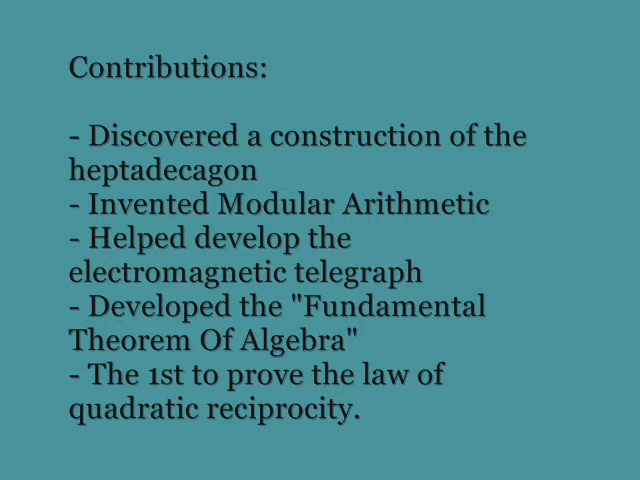 Contributions:
- Discovered a construction of the
heptadecagon
- Invented Modular Arithmetic
- Helped develop the
electromagnetic telegraph
- Developed the "Fundamental
Theorem Of Algebra"
- The 1st to prove the law of
quadratic reciprocity.